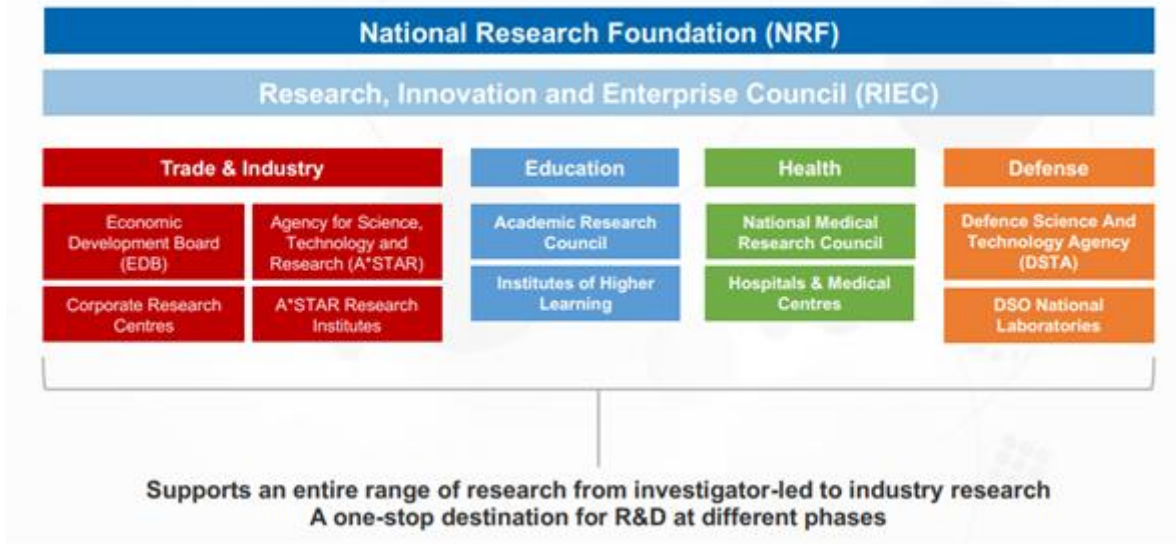 National Research Foundation (NRF)
Research, Innovation and Enterprise Council (RIEC)
Trade & Industry
Economic
Development Board
(EDB)
Agency for Science,
Technology and
Research (A*STAR)
Corporate Research
Centres
A*STAR Research
Institutes
Education
Academic Research
Council
Institutes of Higher
Learning
Health
National Medical
Research Council
Hospitals & Medical
Centres
Defense
Defence Science And
Technology Agency
(DSTA)
DSO National
Laboratories
Supports an entire range of research from investigator-led to industry research
A one-stop destination for R&D at different phases